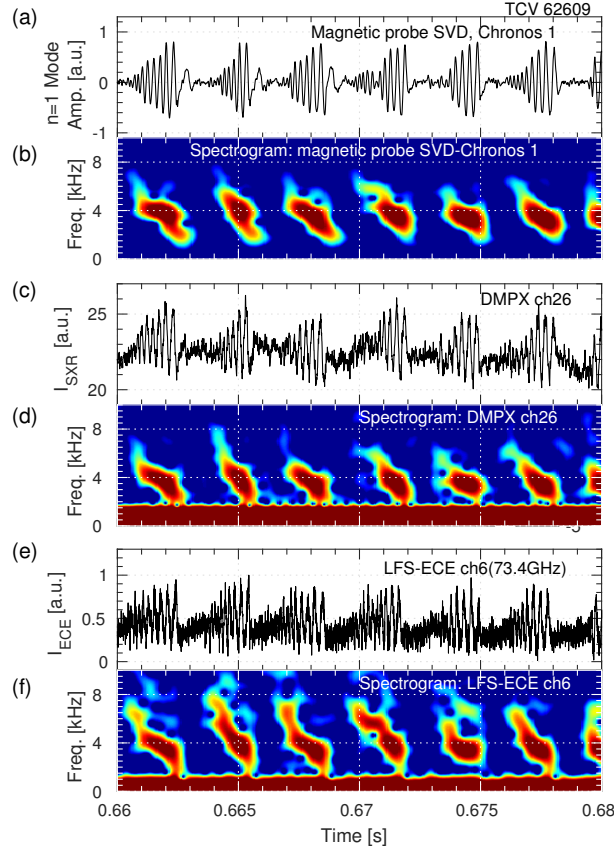 TCV 62609
(a)
Magnetic probe SVD, Chronos 1
n=1 Mode
Amp. [a.u.]
1
0
-1
(b)
Spectrogram: magnetic probe SVD-Chronos 1
Freq. [kHz]
8
4
0
(c)
DMPX ch26
I_SXR [a.u.]
25
20
(d)
Spectrogram: DMPX ch26
Freq. [kHz]
8
4
0
(e)
LFS-ECE ch6(73.4GHz)
I_ECE [a.u.]
1
0.5
0
(f)
Spectrogram: LFS-ECE ch6
Freq. [kHz]
8
4
0
0.66 0.665 0.67 0.675 0.68
Time [s]